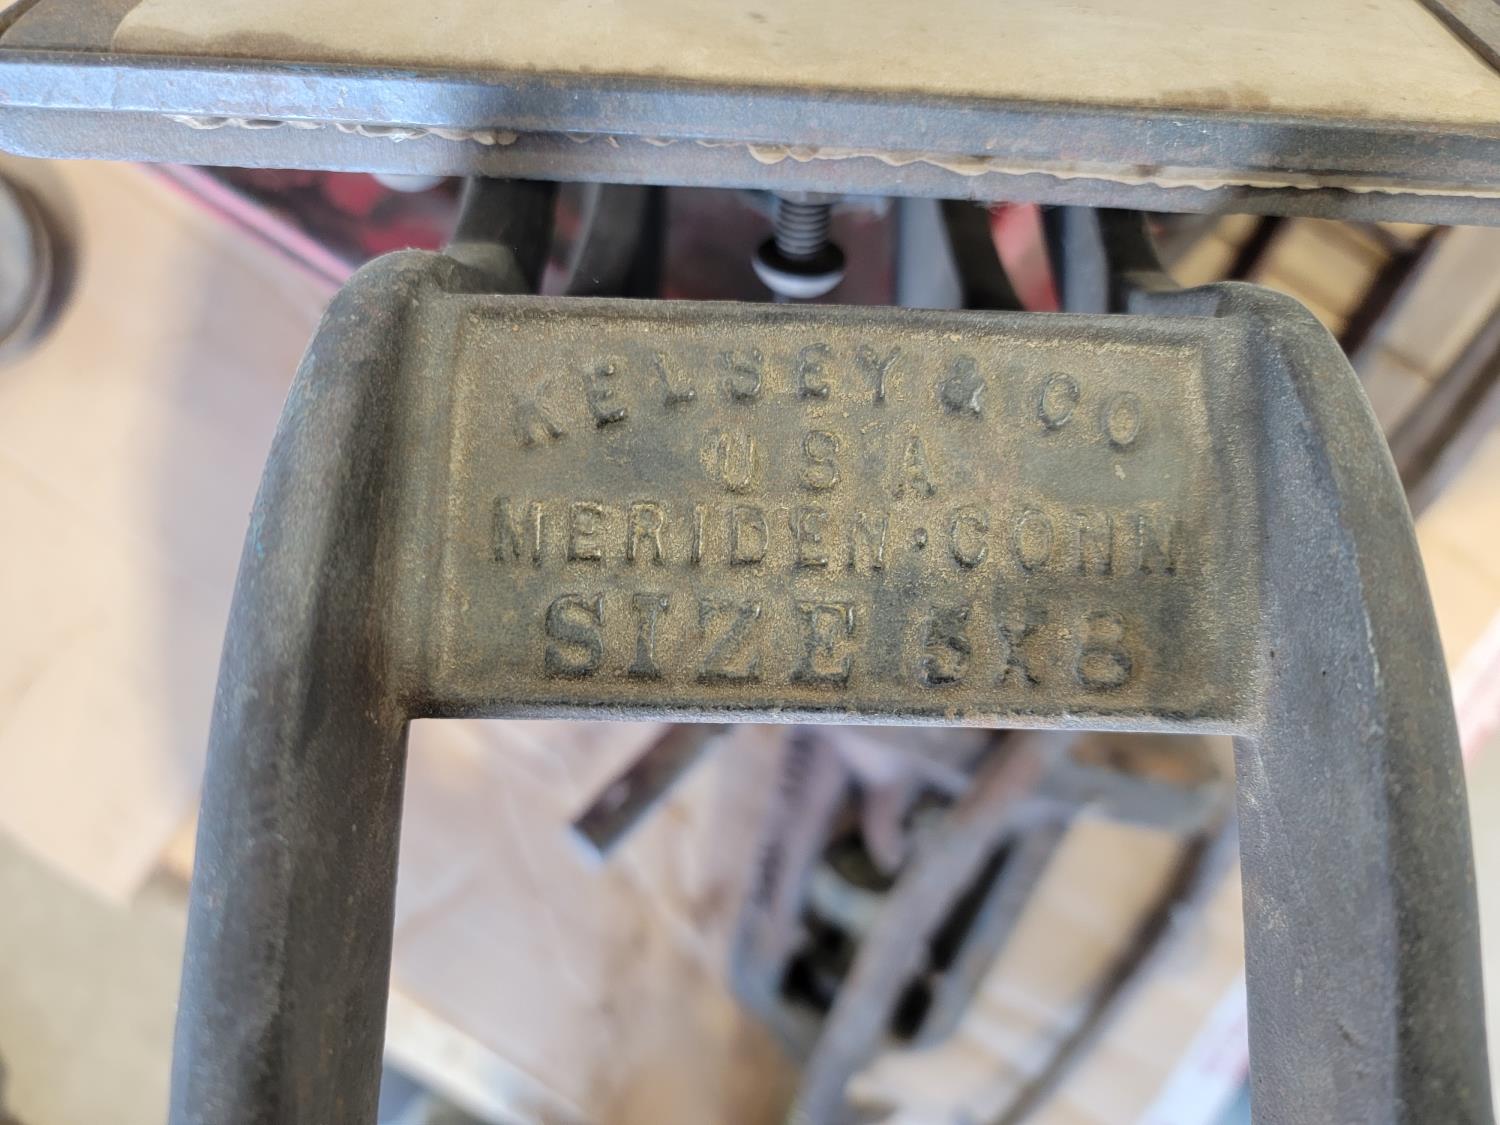 KELSEY & CO
USA
MERIDEN · CONN
SIZE 5X8